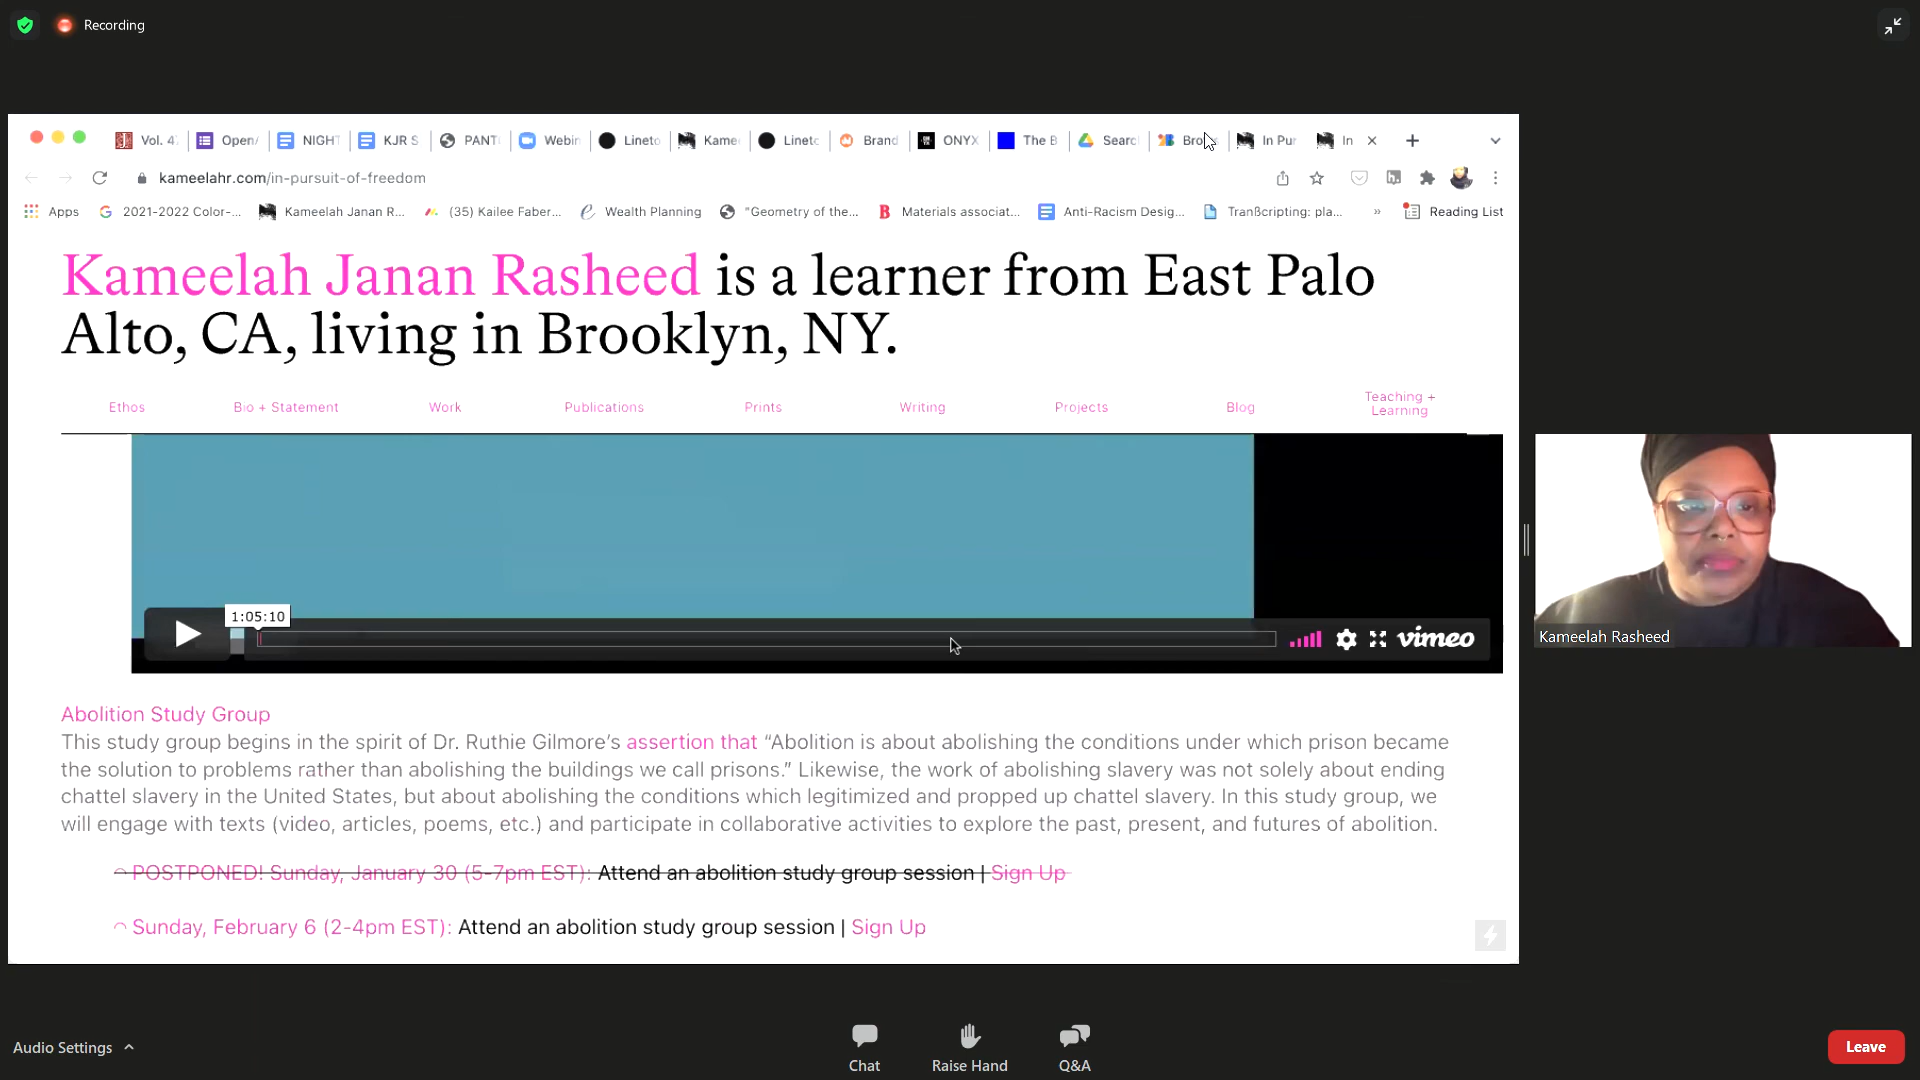 Recording
Vol. 4
Open
NIGHT
KJR S
PANT
Webin
Lineto
Kame
Lineto
Brand
ONYX
The B
Searc
Bro
In Pur
In
kameelahr.com/in-pursuit-of-freedom
Apps
2021-2022 Color-...
Kameelah Janan R...
(35) Kailee Faber...
Wealth Planning
"Geometry of the...
Materials associat...
Anti-Racism Desig...
Tranßcripting: pla...
»
Reading List
Kameelah Janan Rasheed is a learner from East Palo
Alto, CA, living in Brooklyn, NY.
Ethos
Bio + Statement
Work
Publications
Prints
Writing
Projects
Blog
Teaching +
Learning
1:05:10
vimeo
Kameelah Rasheed
Abolition Study Group
This study group begins in the spirit of Dr. Ruthie Gilmore’s assertion that “Abolition is about abolishing the conditions under which prison became
the solution to problems rather than abolishing the buildings we call prisons.” Likewise, the work of abolishing slavery was not solely about ending
chattel slavery in the United States, but about abolishing the conditions which legitimized and propped up chattel slavery. In this study group, we
will engage with texts (video, articles, poems, etc.) and participate in collaborative activities to explore the past, present, and futures of abolition.
POSTPONED! Sunday, January 30 (5-7pm EST): Attend an abolition study group session | Sign Up
Sunday, February 6 (2-4pm EST): Attend an abolition study group session | Sign Up
Audio Settings
Chat
Raise Hand
Q&A
Leave